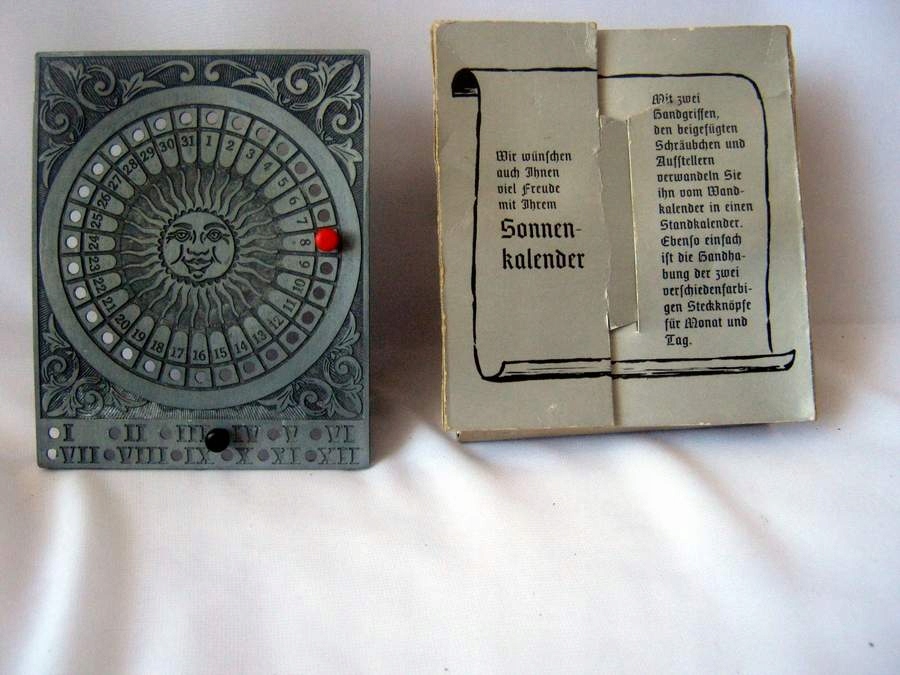 1 2 3 4 5 6 7 8 9 10 11 12 13 14 15 16 17 18 19 20 21 22 23 24 25 26 27 28 29 30 31
I II III IV V VI
VII VIII IX X XI XII
Wir wünschen
auch Ihnen
viel Freude
mit Ihrem
Sonnen-
kalender
Mit zwei
Handgriffen,
den beigefügten
Schräubchen und
Aufstellern
verwandeln Sie
ihn vom Wand-
kalender in einen
Standkalender.
Ebenso einfach
ist die Handha-
bung der zwei
verschiedenfarbi-
gen Steckknöpfe
für Monat und
Tag.